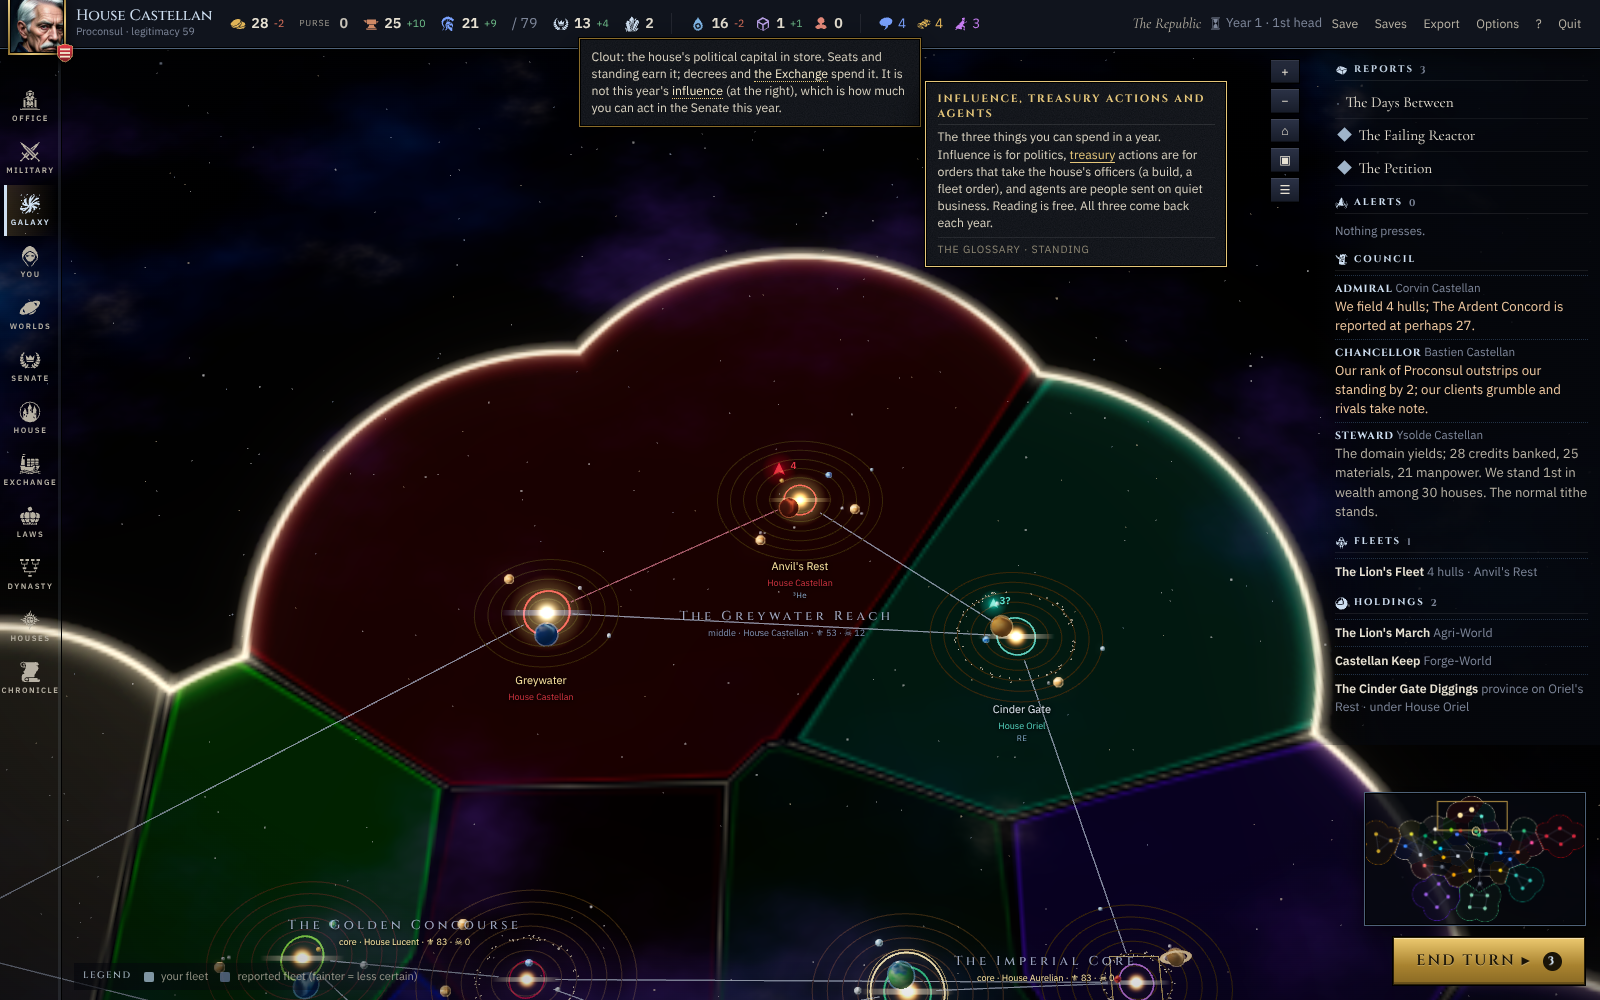 HOUSE CASTELLAN
Proconsul · legitimacy 59
28 -2
PURSE 0
25 +10
21 +9
/ 79
13 +4
2
16 -2
1 +1
0
4
4
3
The Republic
Year 1 · 1st head
Save
Saves
Export
Options
?
Quit
Clout: the house's political capital in store. Seats and
standing earn it; decrees and the Exchange spend it. It is
not this year's influence (at the right), which is how much
you can act in the Senate this year.
INFLUENCE, TREASURY ACTIONS AND
AGENTS
The three things you can spend in a year.
Influence is for politics, treasury actions are for
orders that take the house's officers (a build, a
fleet order), and agents are people sent on quiet
business. Reading is free. All three come back
each year.
THE GLOSSARY · STANDING
OFFICE
MILITARY
GALAXY
YOU
WORLDS
SENATE
HOUSE
EXCHANGE
LAWS
DYNASTY
HOUSES
CHRONICLE
REPORTS 3
The Days Between
The Failing Reactor
The Petition
ALERTS 0
Nothing presses.
COUNCIL
ADMIRAL Corvin Castellan
We field 4 hulls; The Ardent Concord is
reported at perhaps 27.
CHANCELLOR Bastien Castellan
Our rank of Proconsul outstrips our
standing by 2; our clients grumble and
rivals take note.
STEWARD Ysolde Castellan
The domain yields; 28 credits banked, 25
materials, 21 manpower. We stand 1st in
wealth among 30 houses. The normal tithe
stands.
FLEETS 1
The Lion's Fleet 4 hulls · Anvil's Rest
HOLDINGS 2
The Lion's March Agri-World
Castellan Keep Forge-World
The Cinder Gate Diggings province on Oriel's
Rest · under House Oriel
4
Anvil's Rest
House Castellan
³He
THE GREYWATER REACH
middle · House Castellan · ⚜ 53 · ☠ 12
Greywater
House Castellan
3?
Cinder Gate
House Oriel
RE
THE GOLDEN CONCOURSE
core · House Lucent · ⚜ 83 · ☠ 0
THE IMPERIAL CORE
core · House Aurelian · ⚜ 83 · ☠ 0
LEGEND
your fleet
reported fleet (fainter = less certain)
END TURN ▸ 3